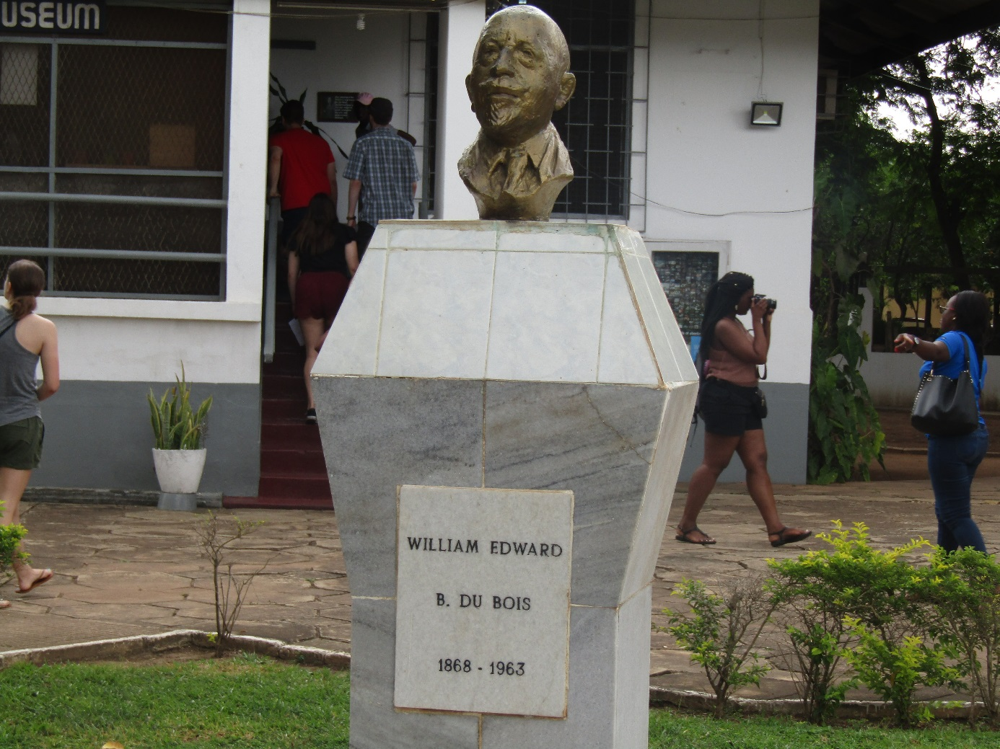 USEUM
WILLIAM EDWARD
B. DU BOIS
1868 - 1963